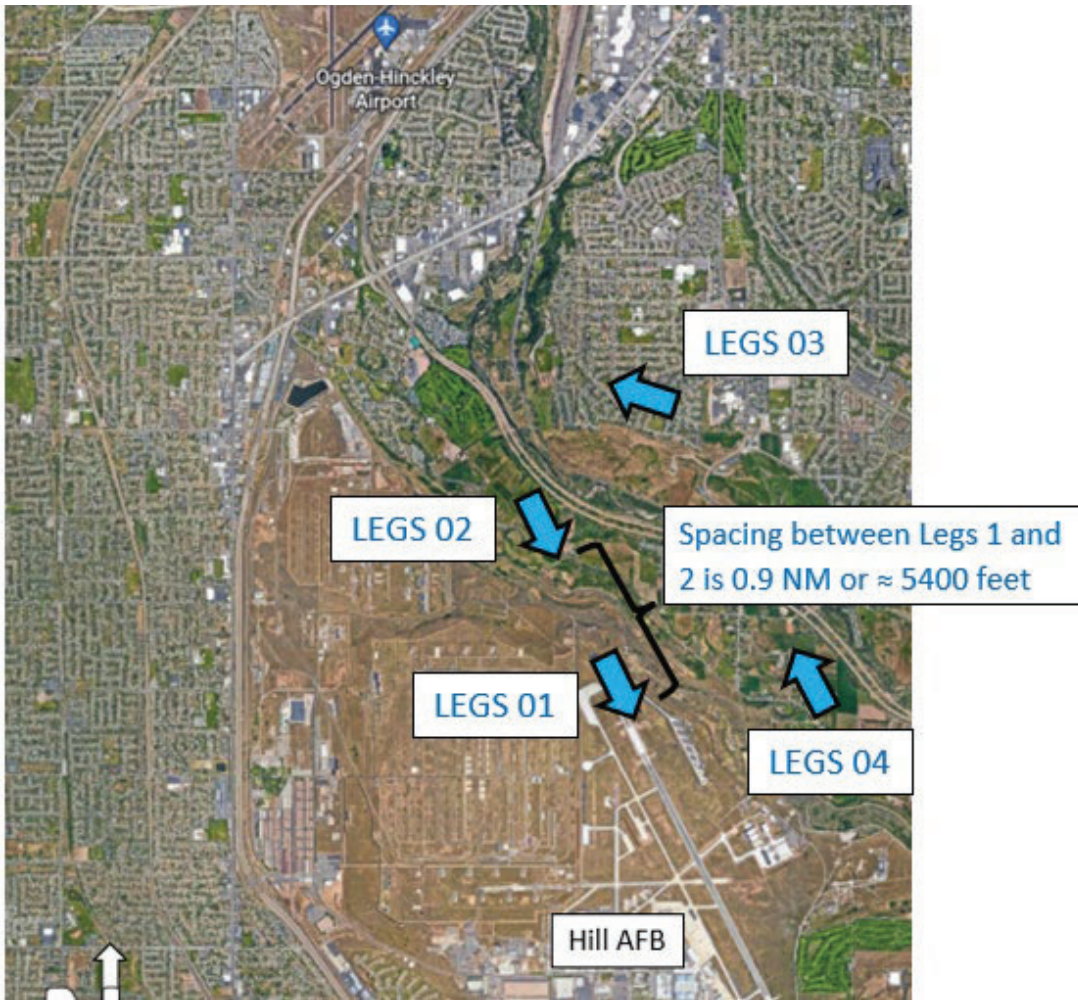 Ogden-Hinckley
Airport
LEGS 03
LEGS 02
Spacing between Legs 1 and
2 is 0.9 NM or ≈ 5400 feet
LEGS 01
LEGS 04
Hill AFB